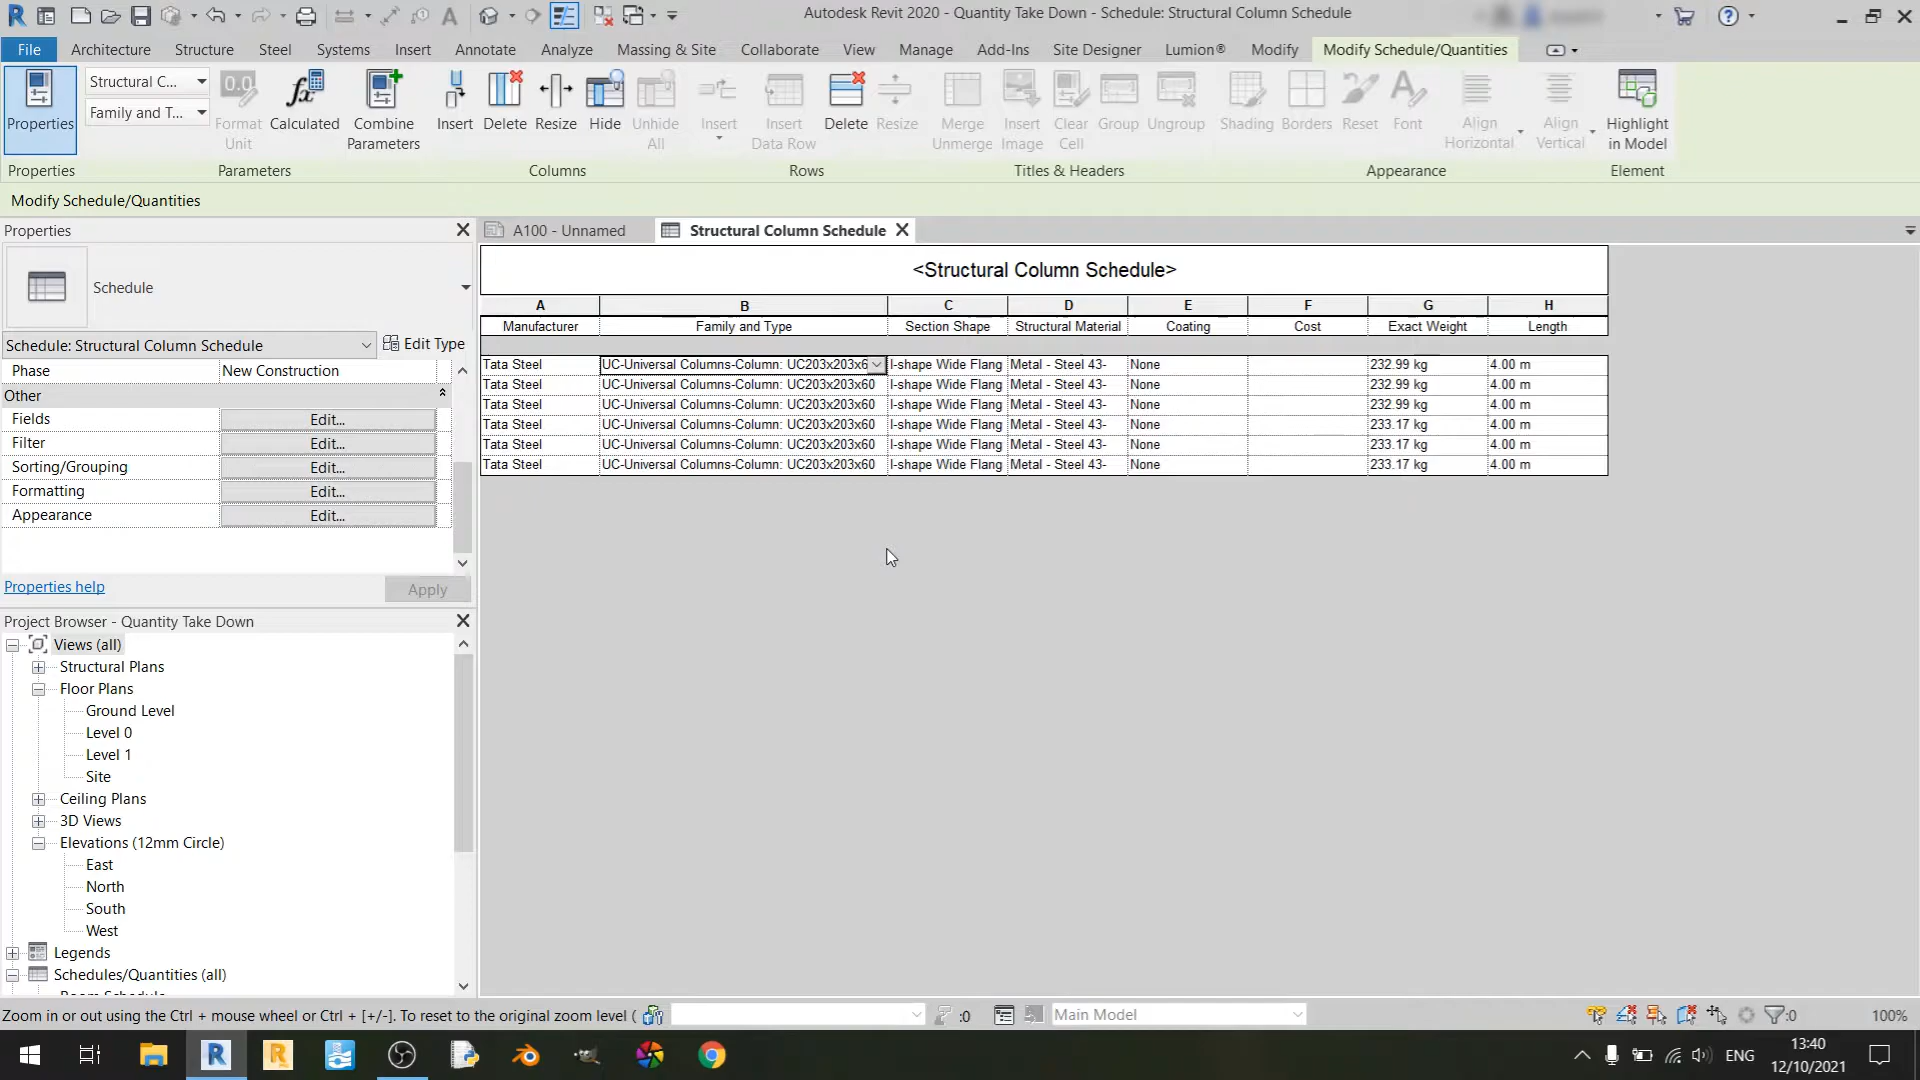 Autodesk Revit 2020 - Quantity Take Down - Schedule: Structural Column Schedule
File Architecture Structure Steel Systems Insert Annotate Analyze Massing & Site Collaborate View Manage Add-Ins Site Designer Lumion® Modify Modify Schedule/Quantities
Structural C...
Family and T...
Properties Format Unit Calculated Combine Parameters Insert Delete Resize Hide Unhide All Insert Insert Data Row Delete Resize Merge Unmerge Insert Image Clear Cell Group Ungroup Shading Borders Reset Font Align Horizontal Align Vertical Highlight in Model
Properties Parameters Columns Rows Titles & Headers Appearance Element
Modify Schedule/Quantities
Properties
Schedule
Schedule: Structural Column Schedule Edit Type
Phase New Construction
Other
Fields Edit...
Filter Edit...
Sorting/Grouping Edit...
Formatting Edit...
Appearance Edit...
Properties help Apply
Project Browser - Quantity Take Down
Views (all)
Structural Plans
Floor Plans
Ground Level
Level 0
Level 1
Site
Ceiling Plans
3D Views
Elevations (12mm Circle)
East
North
South
West
Legends
Schedules/Quantities (all)
A100 - Unnamed Structural Column Schedule
<Structural Column Schedule>
A B C D E F G H
Manufacturer Family and Type Section Shape Structural Material Coating Cost Exact Weight Length
Tata Steel UC-Universal Columns-Column: UC203x203x6 I-shape Wide Flang Metal - Steel 43- None 232.99 kg 4.00 m
Tata Steel UC-Universal Columns-Column: UC203x203x60 I-shape Wide Flang Metal - Steel 43- None 232.99 kg 4.00 m
Tata Steel UC-Universal Columns-Column: UC203x203x60 I-shape Wide Flang Metal - Steel 43- None 232.99 kg 4.00 m
Tata Steel UC-Universal Columns-Column: UC203x203x60 I-shape Wide Flang Metal - Steel 43- None 233.17 kg 4.00 m
Tata Steel UC-Universal Columns-Column: UC203x203x60 I-shape Wide Flang Metal - Steel 43- None 233.17 kg 4.00 m
Tata Steel UC-Universal Columns-Column: UC203x203x60 I-shape Wide Flang Metal - Steel 43- None 233.17 kg 4.00 m
Zoom in or out using the Ctrl + mouse wheel or Ctrl + [+/-]. To reset to the original zoom level ( :0 Main Model :0 100%
ENG
13:40
12/10/2021